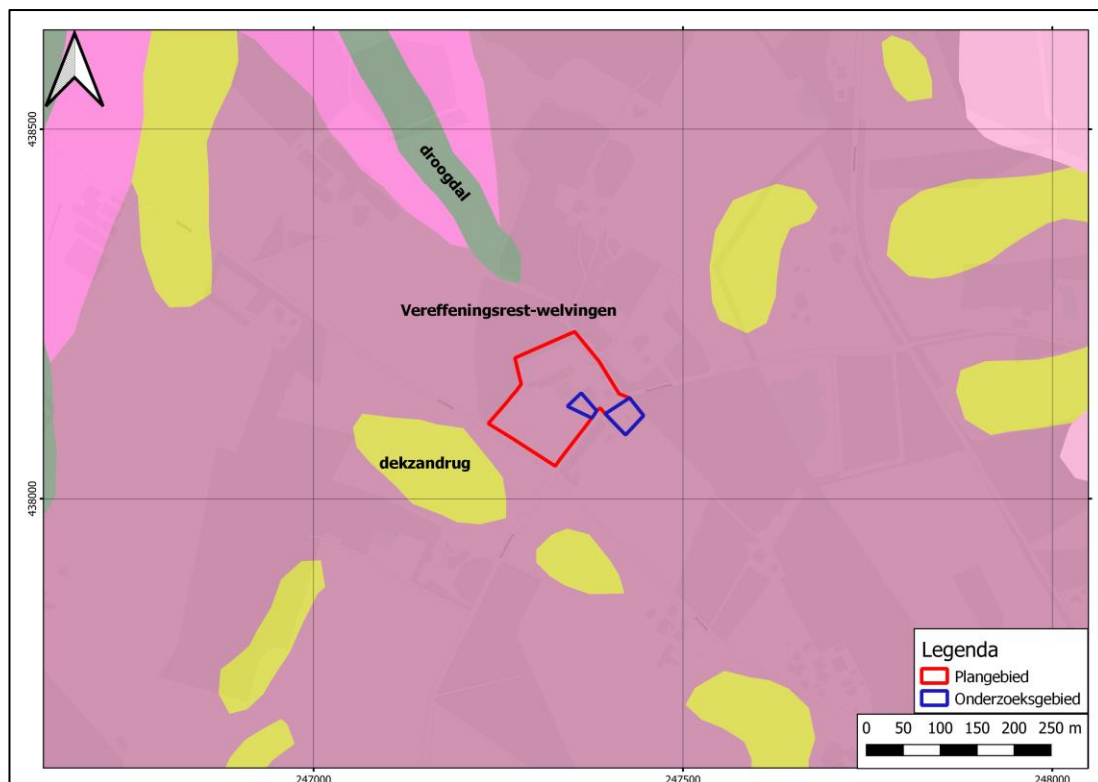 438500
droogdal
Vereffeningsrest-welvingen
dekzandrug
438000
Legenda
Plangebied
Onderzoeksgebied
0 50 100 150 200 250 m
247000 247500 248000